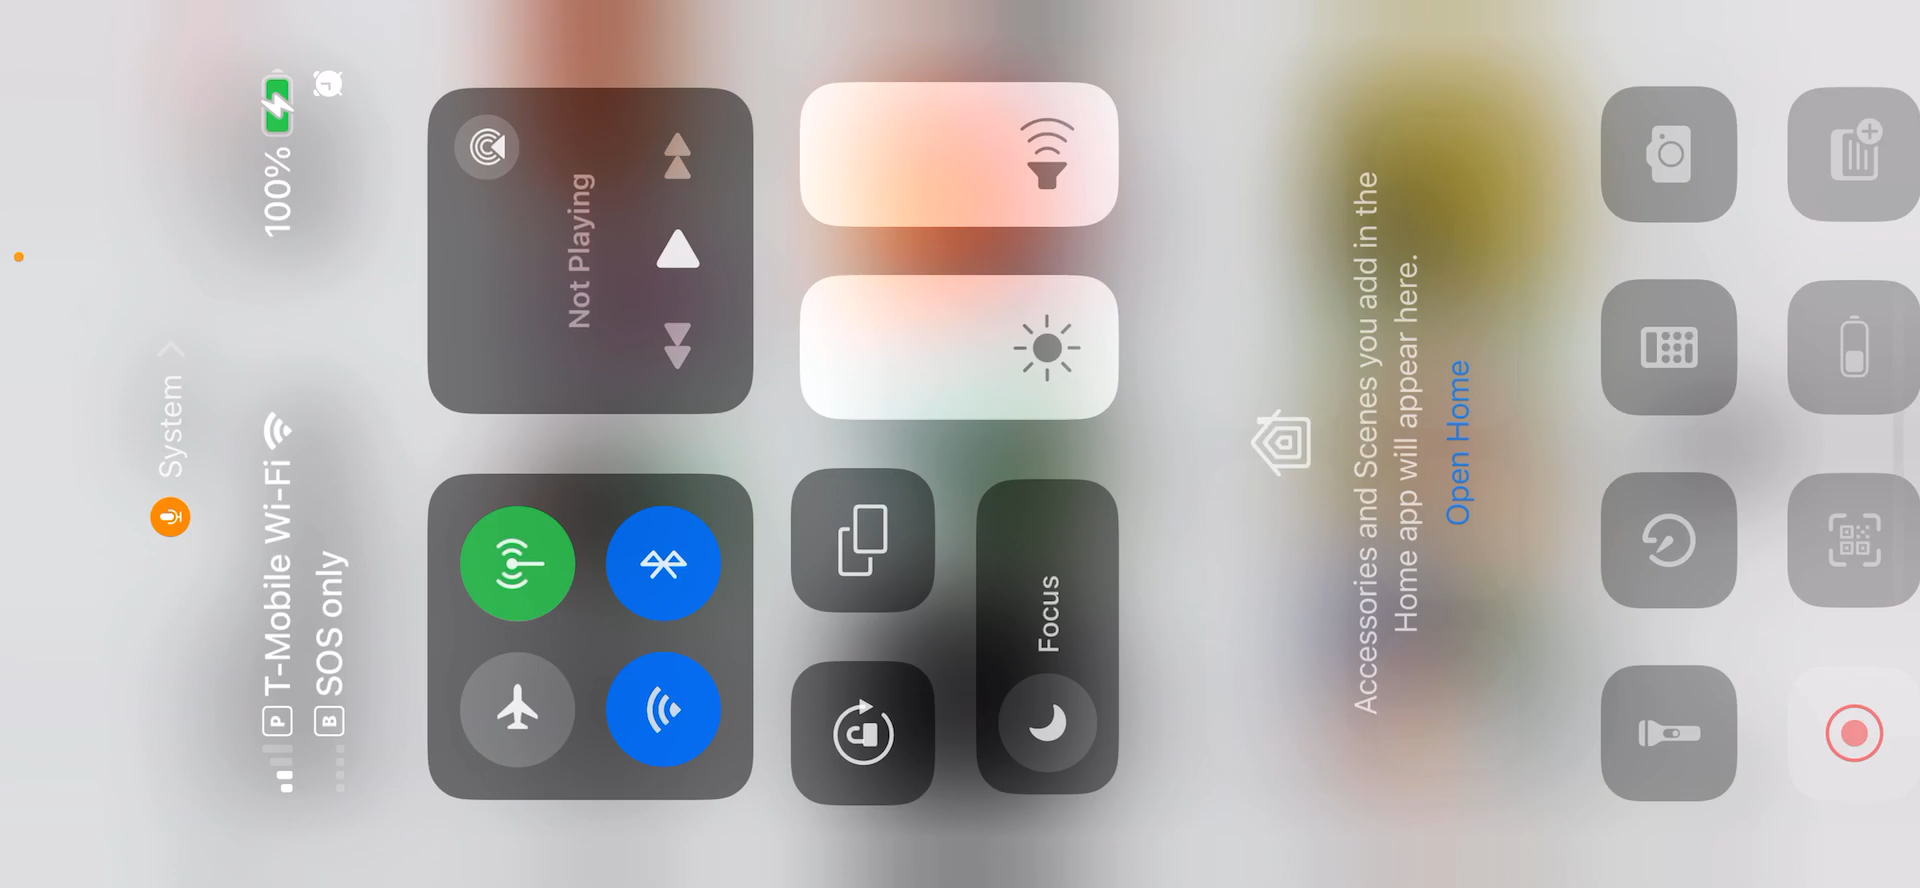 System
P T-Mobile Wi-Fi 100%
B SOS only
Not Playing
Focus
Accessories and Scenes you add in the
Home app will appear here.
Open Home